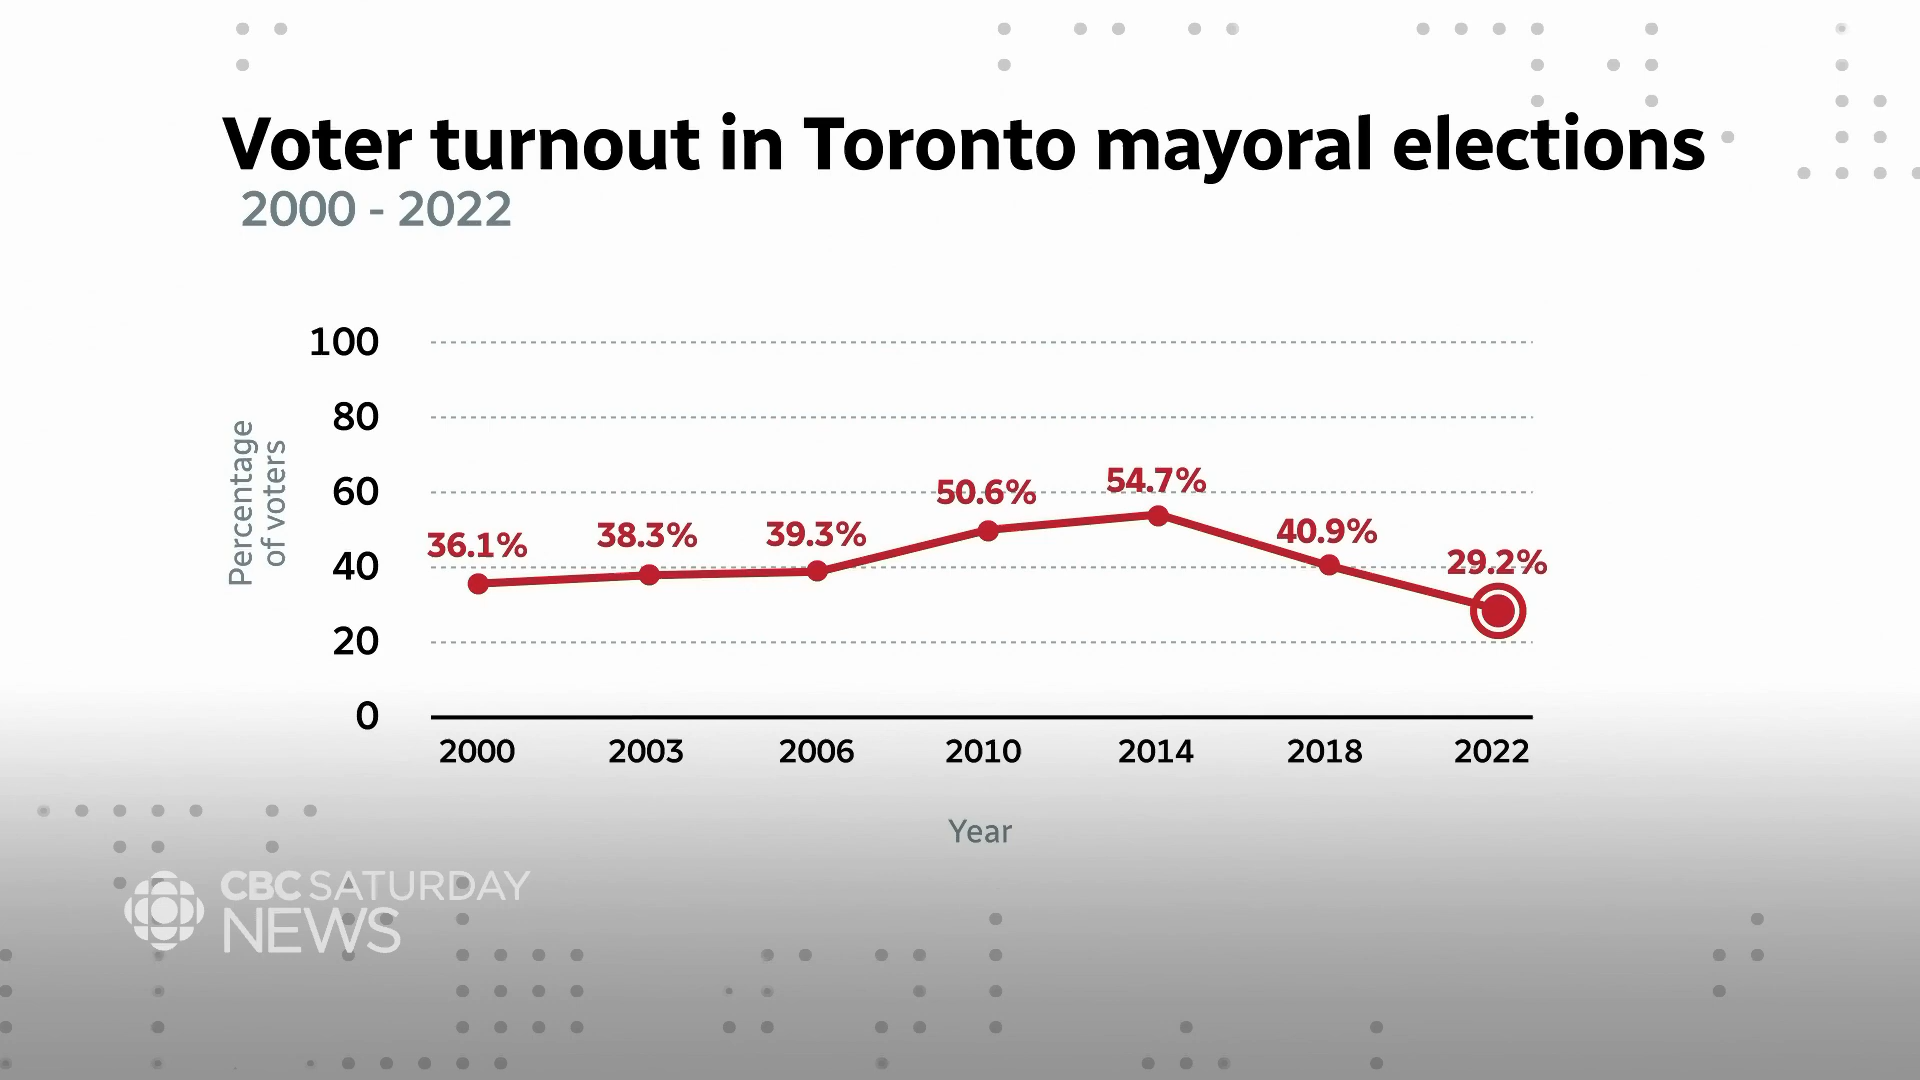 Voter turnout in Toronto mayoral elections
2000 - 2022
Percentage
of voters
100
80
60
40
20
0
36.1%
38.3%
39.3%
50.6%
54.7%
40.9%
29.2%
2000 2003 2006 2010 2014 2018 2022
Year
CBC SATURDAY
NEWS